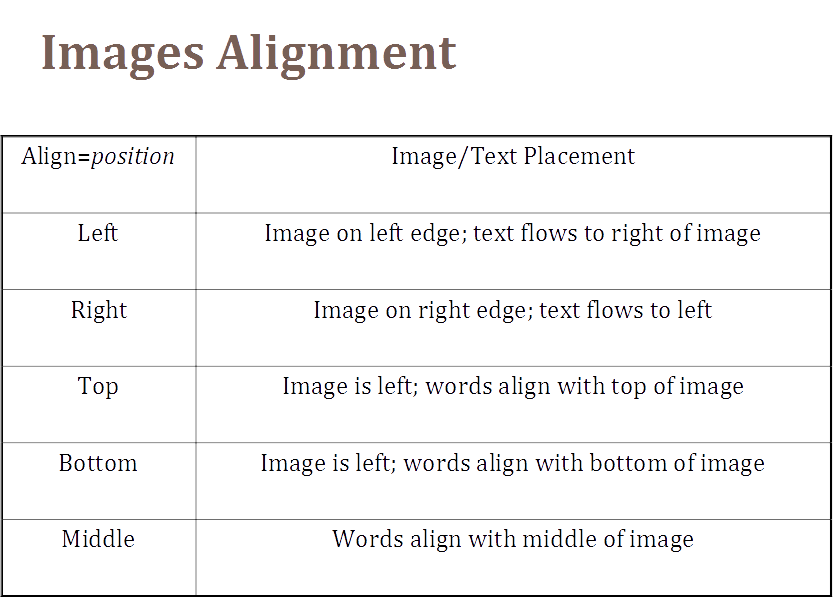 Images Alignment
Align=position
Image/Text Placement
Left
Image on left edge; text flows to right of image
Right
Image on right edge; text flows to left
Top
Image is left; words align with top of image
Bottom
Image is left; words align with bottom of image
Middle
Words align with middle of image